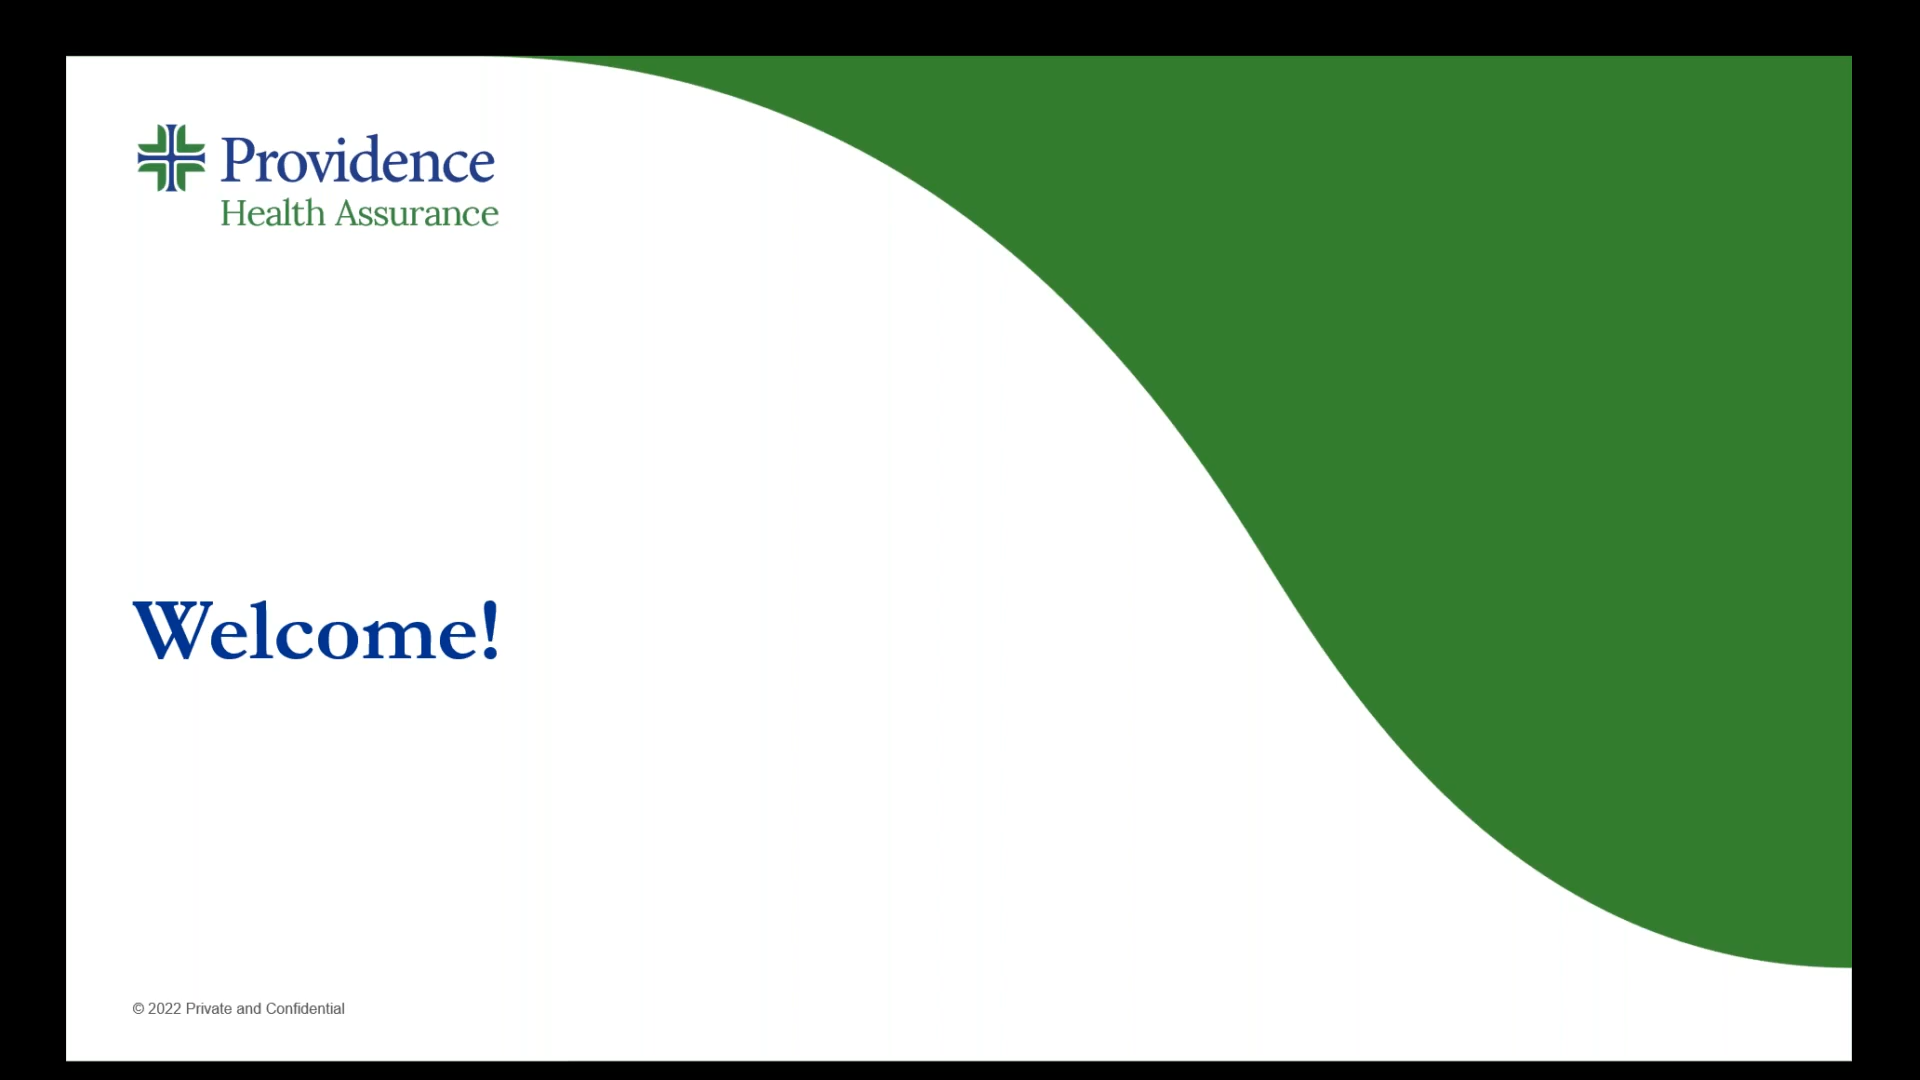 Providence
Health Assurance
Welcome!
© 2022 Private and Confidential